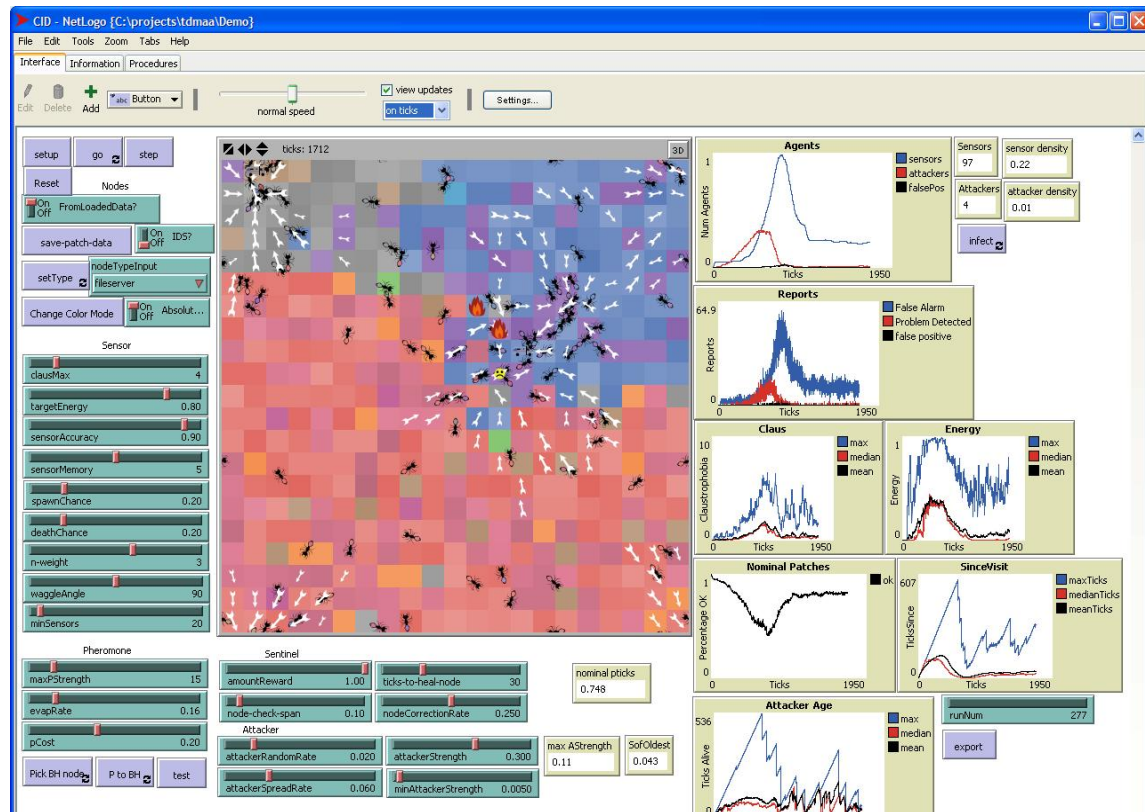 CID - NetLogo {C:\projects\tdmaa\Demo}
File Edit Tools Zoom Tabs Help
Interface Information Procedures
Edit Delete Add abc Button normal speed view updates on ticks Settings...
setup go step
Reset Nodes
On Off FromLoadedData?
save-patch-data On Off IDS?
setType nodeTypeInput fileserver
Change Color Mode On Off Absolut...
Sensor
clausMax 4
targetEnergy 0.80
sensorAccuracy 0.90
sensorMemory 5
spawnChance 0.20
deathChance 0.20
n-weight 3
waggleAngle 90
minSensors 20
Pheromone
maxPStrength 15
evapRate 0.16
pCost 0.20
Pick BH node P to BH test
ticks: 1712 3D
Sentinel
amountReward 1.00 ticks-to-heal-node 30
node-check-span 0.10 nodeCorrectionRate 0.250
Attacker
attackerRandomRate 0.020 attackerStrength 0.300
attackerSpreadRate 0.060 minAttackerStrength 0.0050
nominal pticks
0.748
max AStrength
0.11
SofOldest
0.043
Agents
1
Num Agents
0
0 Ticks 1950
sensors
attackers
falsePos
Sensors
97
sensor density
0.22
Attackers
4
attacker density
0.01
infect
Reports
64.9
Reports
0
0 Ticks 1950
False Alarm
Problem Detected
false positive
Claus
10
Claustrophobia
0
0 Ticks 1950
max
median
mean
Energy
1
Energy
0
0 Ticks 1950
max
median
mean
Nominal Patches
1
Percentage OK
0
0 Ticks 1950
ok
SinceVisit
607
TicksSince
0
0 Ticks 1950
maxTicks
medianTicks
meanTicks
Attacker Age
536
Ticks Alive
0
max
median
mean
runNum 277
export